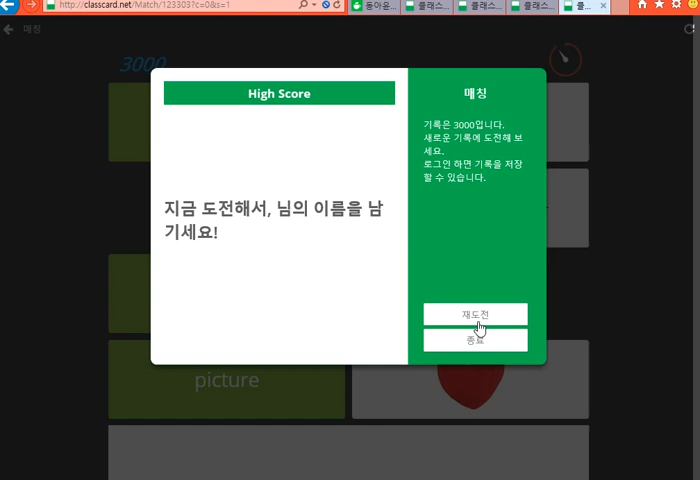 http://classcard.net/Match/123303?c=0&s=1
동아윤...
클래스...
클래스...
클래스...
클...
매칭
3000
High Score
매칭
기록은 3000입니다.
새로운 기록에 도전해 보
세요.
로그인 하면 기록을 저장
할 수 있습니다.
지금 도전해서, 님의 이름을 남
기세요!
재도전
종료
picture